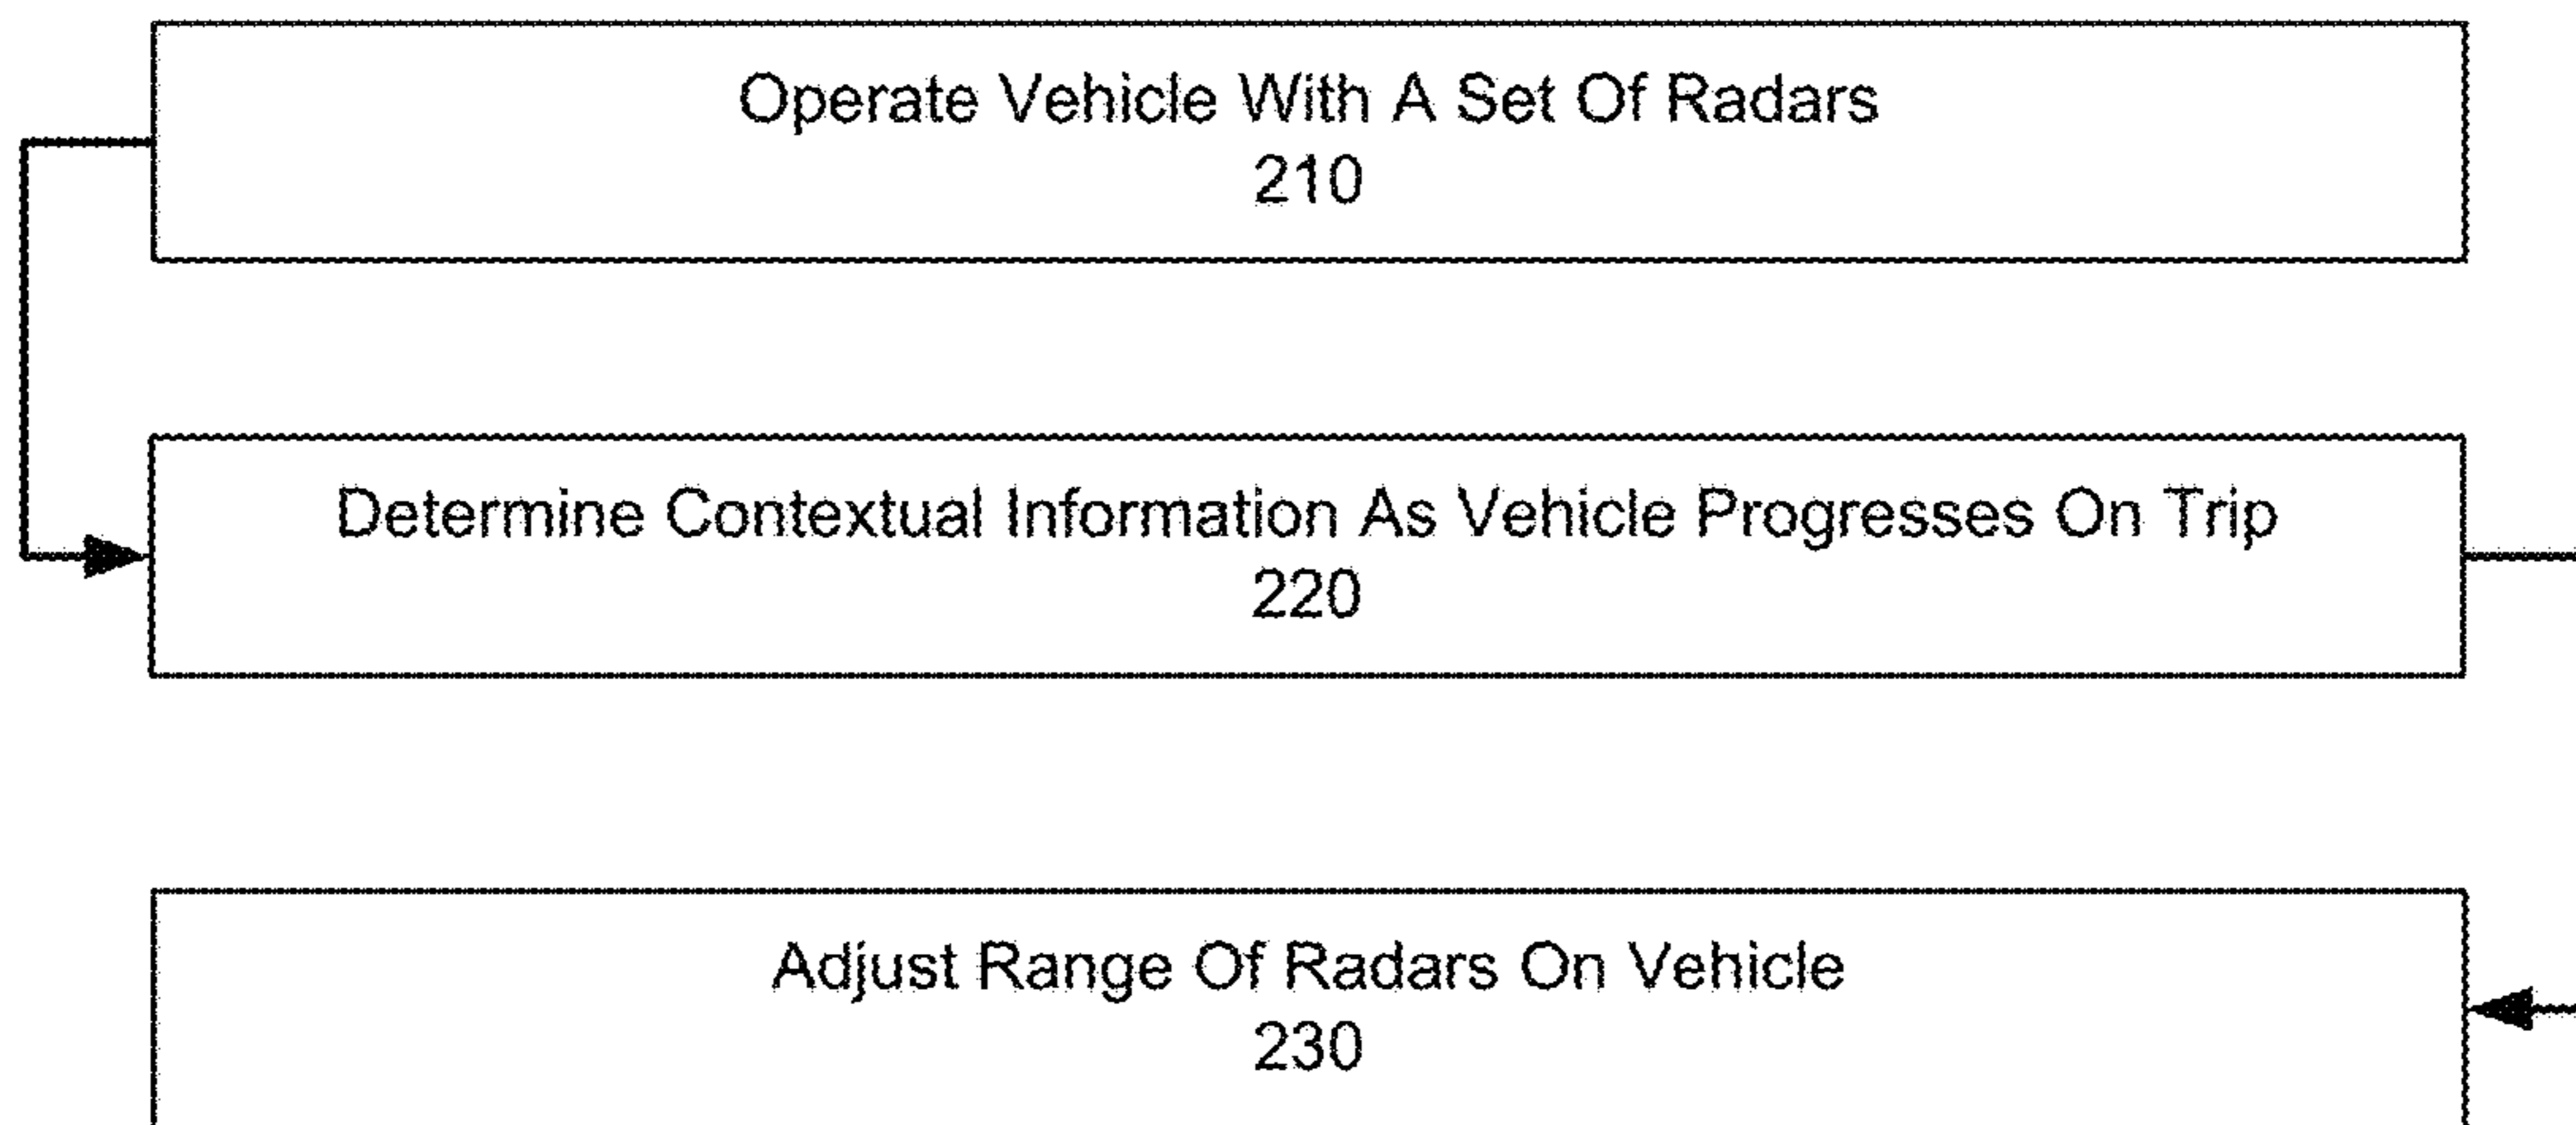 Operate Vehicle With A Set Of Radars
210
Determine Contextual Information As Vehicle Progresses On Trip
220
Adjust Range Of Radars On Vehicle
230